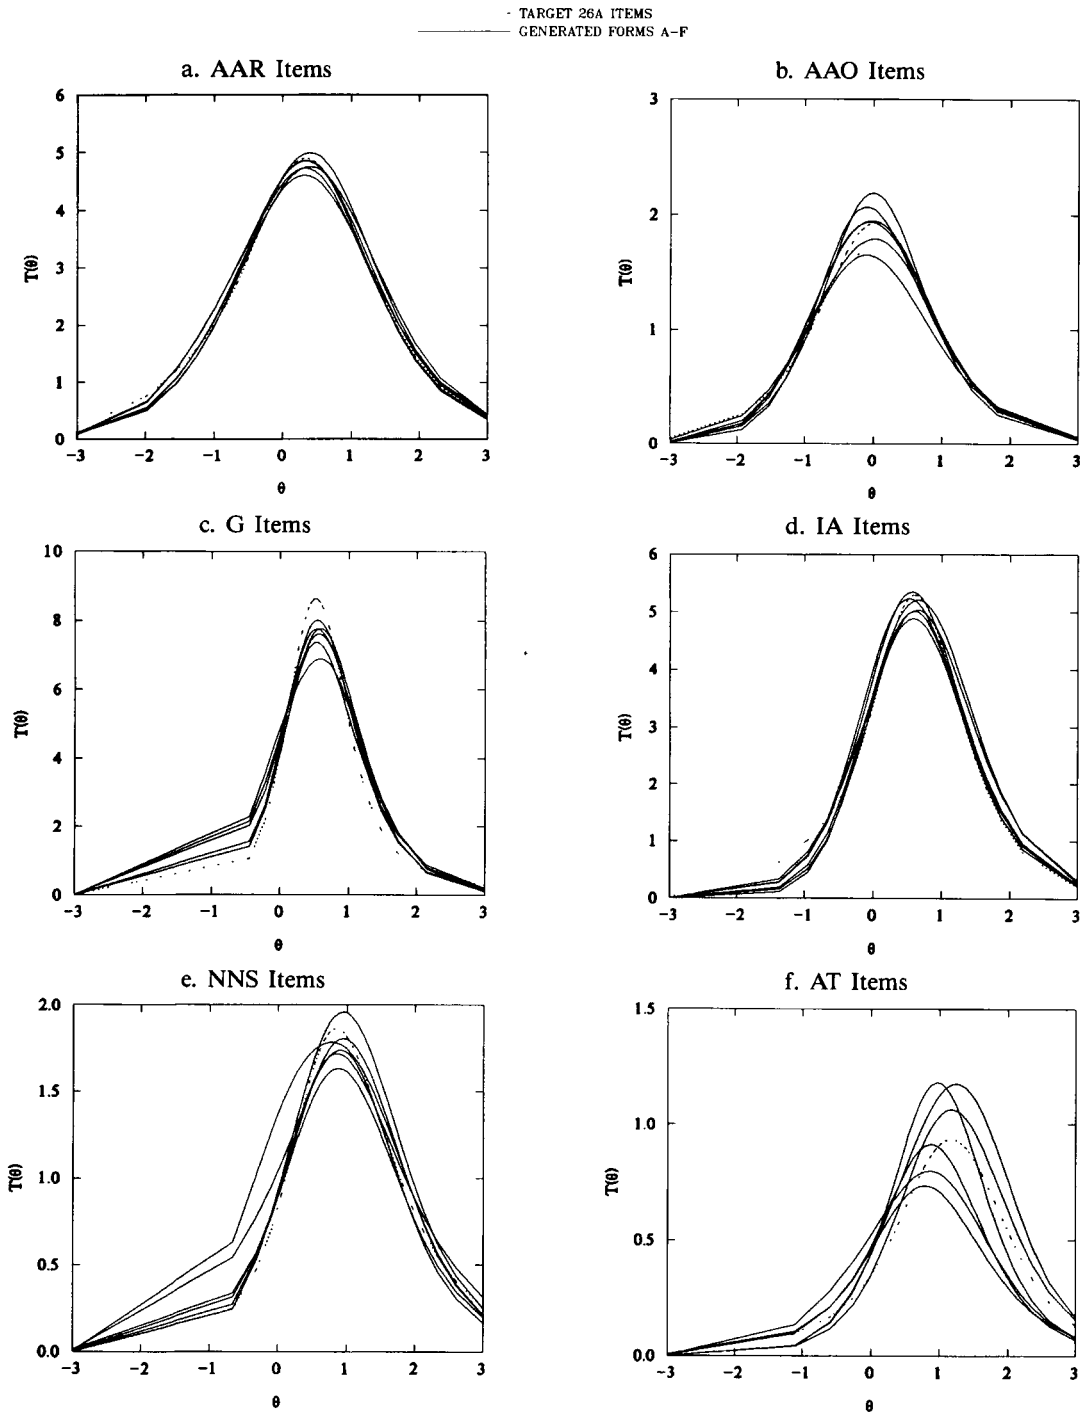 - TARGET 26A ITEMS
GENERATED FORMS A-F
a. AAR Items
6
5
4
3
2
1
0
T(θ)
-3 -2 -1 0 1 2 3
θ
b. AAO Items
3
2
1
0
T(θ)
-3 -2 -1 0 1 2 3
θ
c. G Items
10
8
6
4
2
0
T(θ)
-3 -2 -1 0 1 2 3
θ
d. IA Items
6
5
4
3
2
1
0
T(θ)
-3 -2 -1 0 1 2 3
θ
e. NNS Items
2.0
1.5
1.0
0.5
0.0
T(θ)
-3 -2 -1 0 1 2 3
θ
f. AT Items
1.5
1.0
0.5
0.0
T(θ)
-3 -2 -1 0 1 2 3
θ